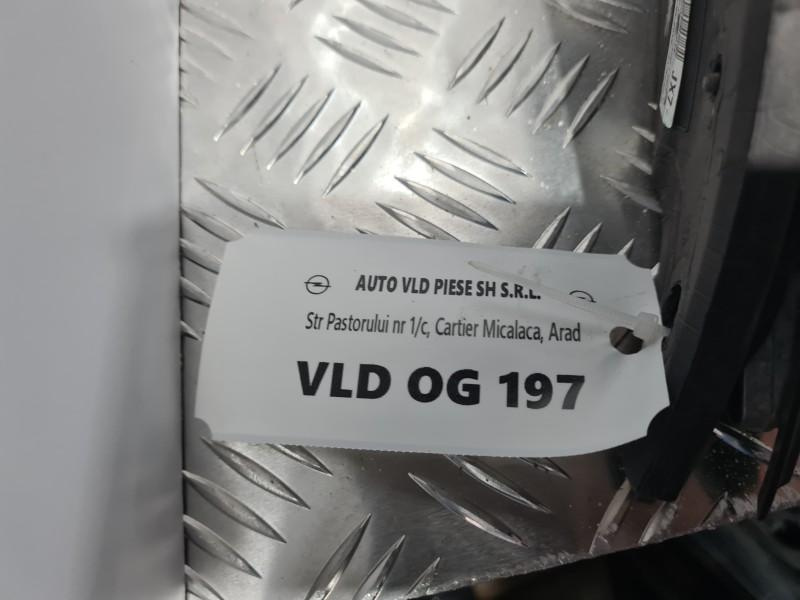 AUTO VLD PIESE SH S.R.L.
Str Pastorului nr 1/c, Cartier Micalaca, Arad
VLD OG 197